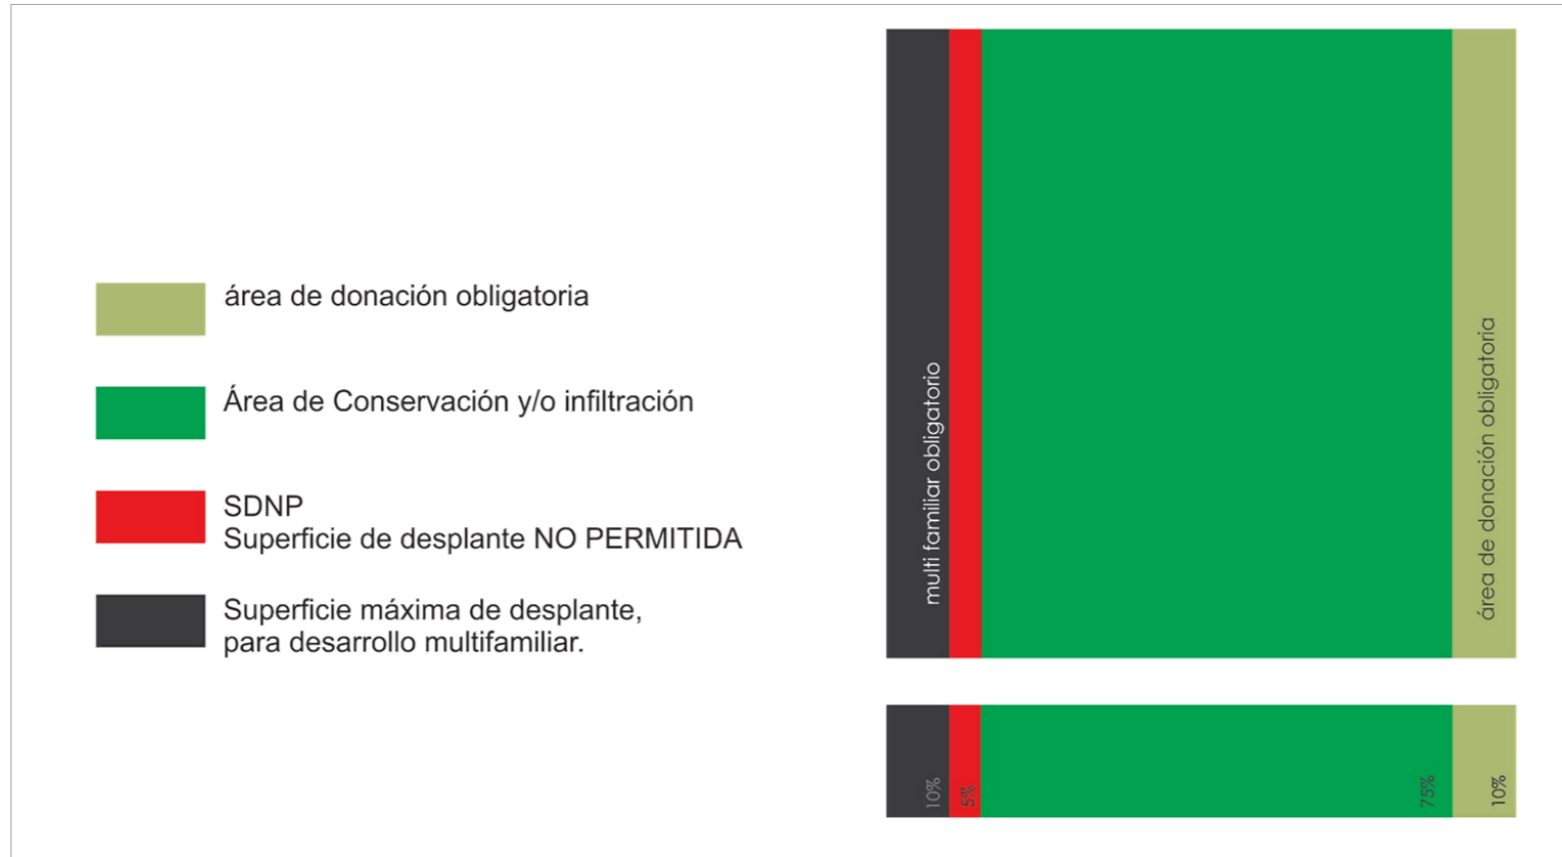 área de donación obligatoria
Área de Conservación y/o infiltración
SDNP
Superficie de desplante NO PERMITIDA
Superficie máxima de desplante,
para desarrollo multifamiliar.
multi familiar obligatorio
área de donación obligatoria
10%
5%
75%
10%